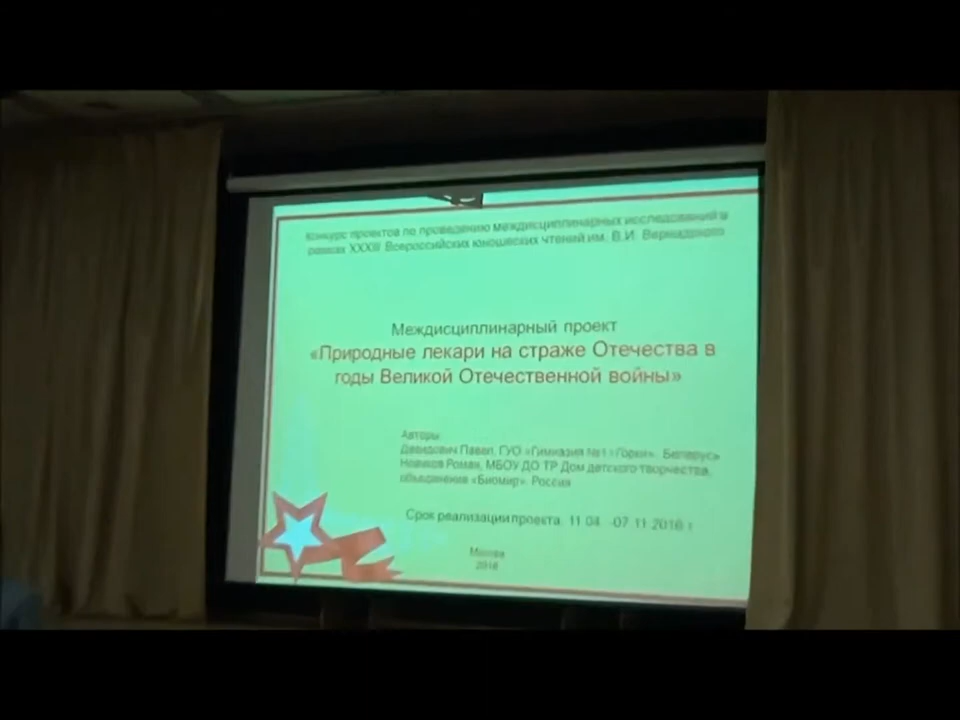 Конкурс проектов по проведению междисциплинарных исследований в
рамках XXXIII Всероссийских юношеских чтений им. В.И. Вернадского
Междисциплинарный проект
«Природные лекари на страже Отечества в
годы Великой Отечественной войны»
Авторы:
Давидович Павел, ГУО «Гимназия №1 г.Горки», Беларусь
Новиков Роман, МБОУ ДО ТР Дом детского творчества,
объединение «Биомир», Россия
Срок реализации проекта: 11.04. -07.11.2016 г.
Москва
2016